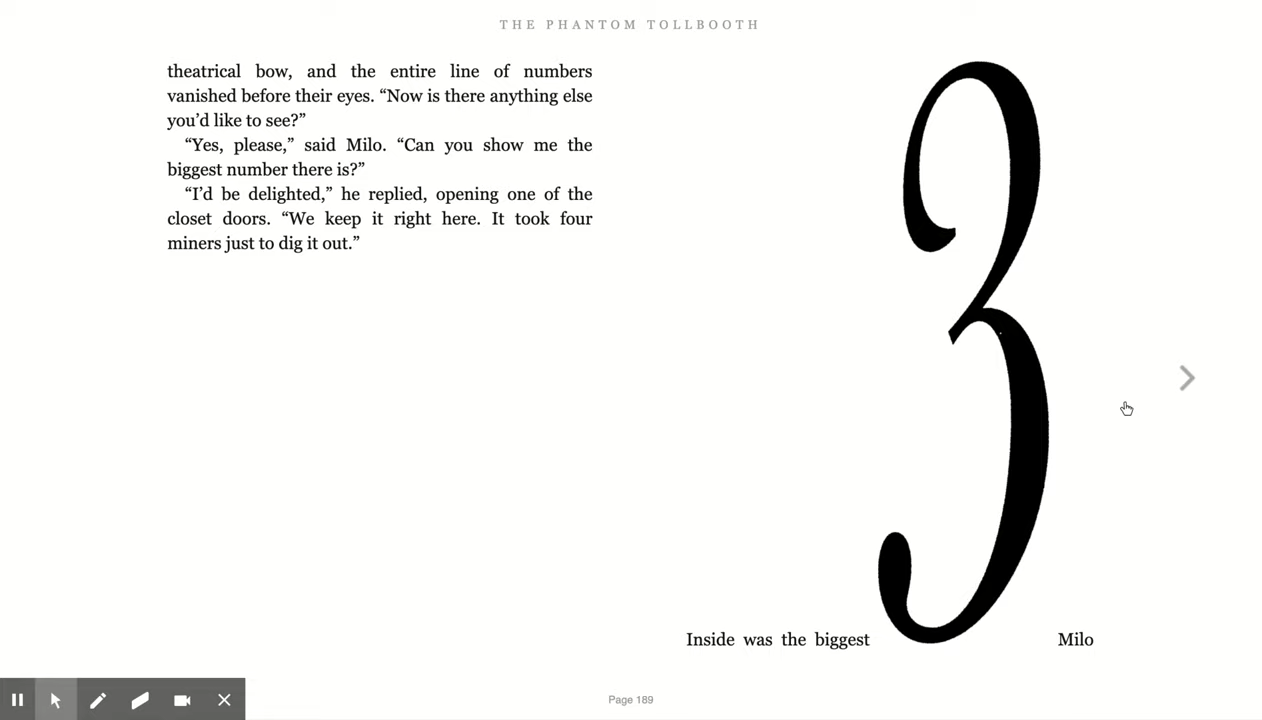 THE PHANTOM TOLLBOOTH
theatrical bow, and the entire line of numbers
vanished before their eyes. “Now is there anything else
you’d like to see?”
“Yes, please,” said Milo. “Can you show me the
biggest number there is?”
“I’d be delighted,” he replied, opening one of the
closet doors. “We keep it right here. It took four
miners just to dig it out.”
Inside was the biggest 3 Milo
Page 189